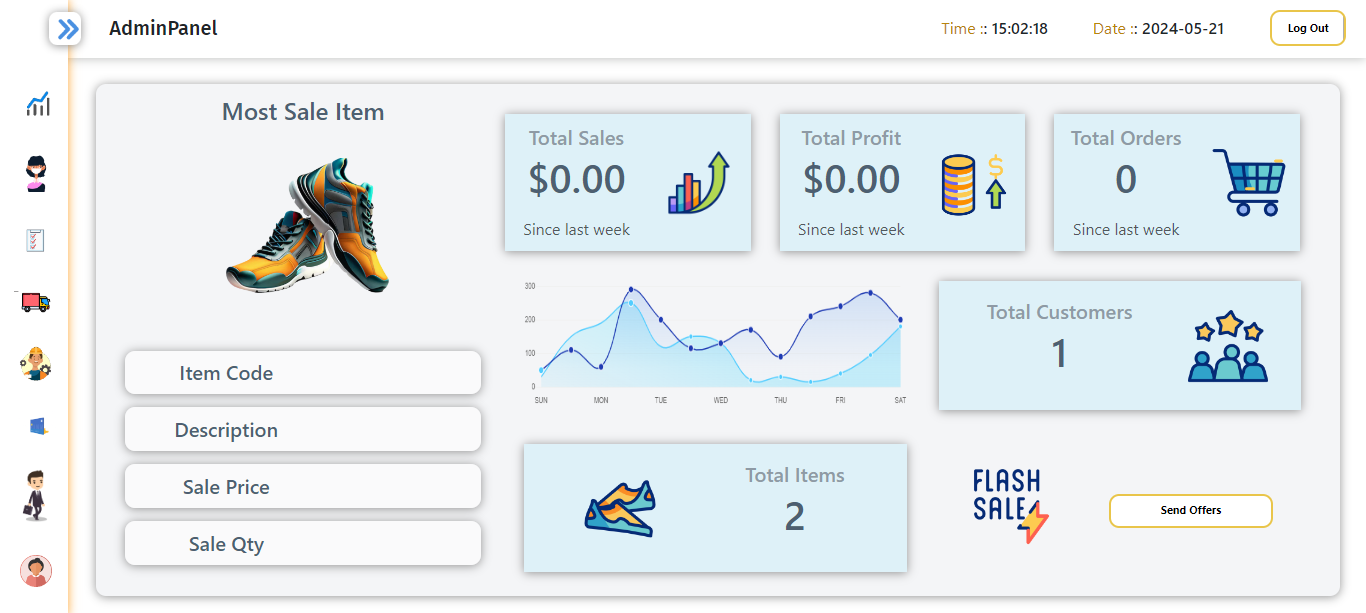 AdminPanel
Time :: 15:02:18
Date :: 2024-05-21
Log Out
Most Sale Item
Item Code
Description
Sale Price
Sale Qty
Total Sales
$0.00
Since last week
Total Profit
$0.00
Since last week
Total Orders
0
Since last week
300
200
100
0
SUN MON TUE WED THU FRI SAT
Total Customers
1
Total Items
2
FLASH
SALE
Send Offers